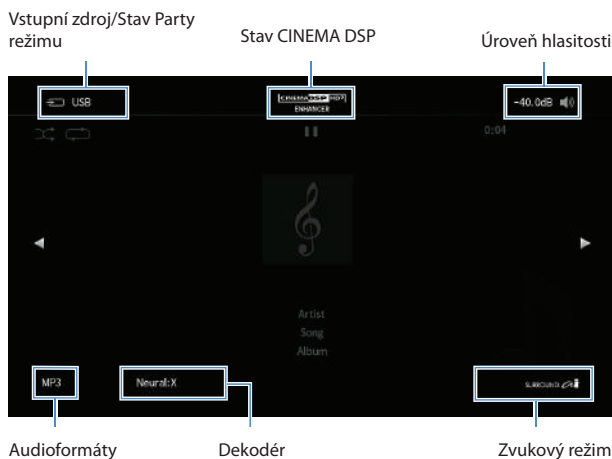 Vstupní zdroj/Stav Party
režimu
Stav CINEMA DSP
Úroveň hlasitosti
USB
CINEMA DSP HD³
ENHANCER
-40.0dB
0:04
Artist
Song
Album
MP3
Neural:X
SURROUND
Audioformáty
Dekodér
Zvukový režim